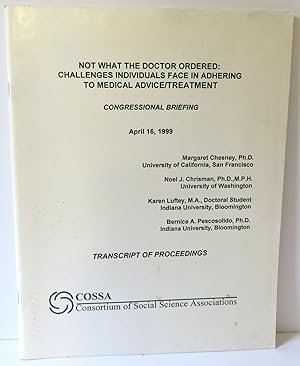 NOT WHAT THE DOCTOR ORDERED:
CHALLENGES INDIVIDUALS FACE IN ADHERING
TO MEDICAL ADVICE/TREATMENT
CONGRESSIONAL BRIEFING
April 16, 1999
Margaret Chesney, Ph.D.
University of California, San Francisco
Noel J. Chrisman, Ph.D.,M.P.H.
University of Washington
Karen Luftey, M.A., Doctoral Student
Indiana University, Bloomington
Bernice A. Pescosolido, Ph.D.
Indiana University, Bloomington
TRANSCRIPT OF PROCEEDINGS
COSSA
Consortium of Social Science Associations